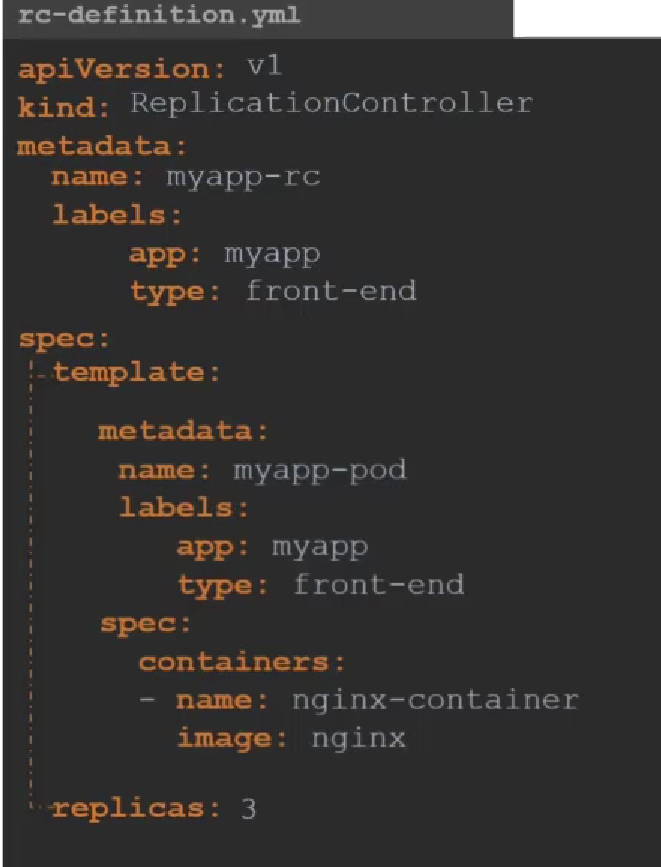 rc-definition.yml
apiVersion: v1
kind: ReplicationController
metadata:
name: myapp-rc
labels:
app: myapp
type: front-end
spec:
template:
metadata:
name: myapp-pod
labels:
app: myapp
type: front-end
spec:
containers:
- name: nginx-container
image: nginx
replicas: 3